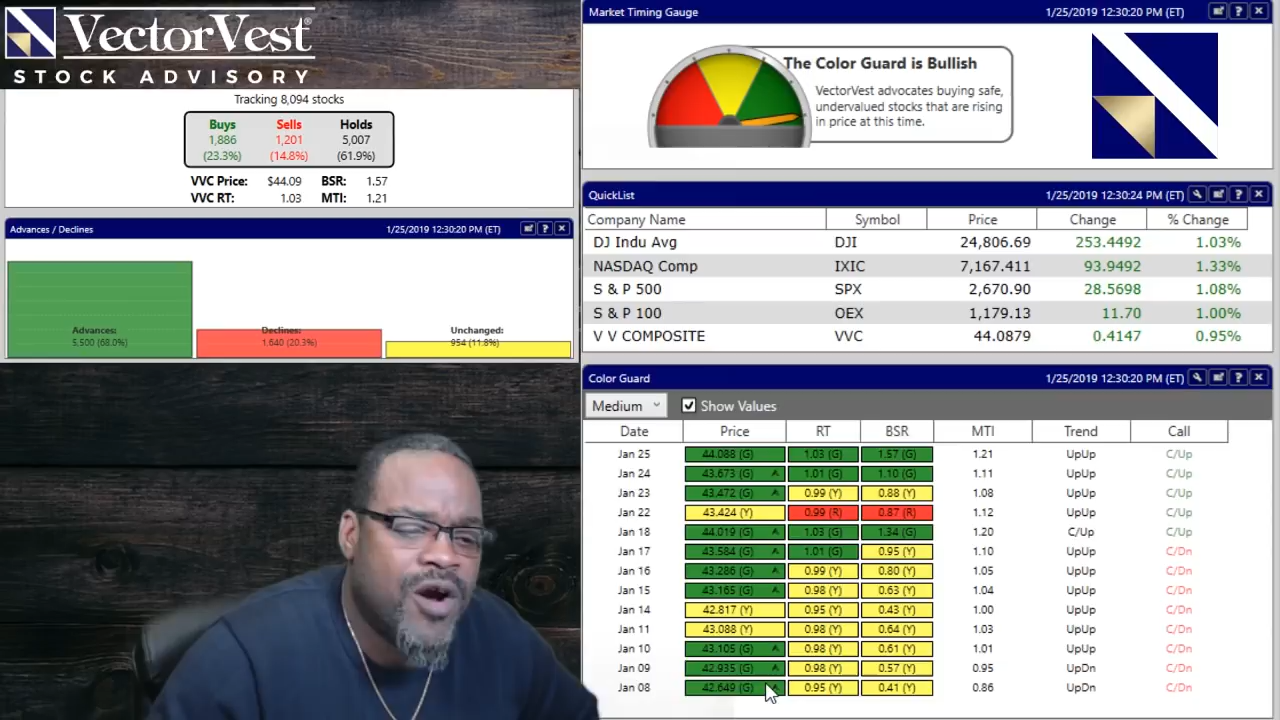 VectorVest®
STOCK ADVISORY
Tracking 8,094 stocks
Buys Sells Holds
1,886 1,201 5,007
(23.3%) (14.8%) (61.9%)
VVC Price: $44.09 BSR: 1.57
VVC RT: 1.03 MTI: 1.21
Advances / Declines 1/25/2019 12:30:20 PM (ET) ? X
Advances: Declines: Unchanged:
5,500 (68.0%) 1,640 (20.3%) 954 (11.8%)
Market Timing Gauge 1/25/2019 12:30:20 PM (ET) ? X
The Color Guard is Bullish
VectorVest advocates buying safe,
undervalued stocks that are rising
in price at this time.
QuickList 1/25/2019 12:30:24 PM (ET) ? X
Company Name Symbol Price Change % Change
DJ Indu Avg DJI 24,806.69 253.4492 1.03%
NASDAQ Comp IXIC 7,167.411 93.9492 1.33%
S & P 500 SPX 2,670.90 28.5698 1.08%
S & P 100 OEX 1,179.13 11.70 1.00%
V V COMPOSITE VVC 44.0879 0.4147 0.95%
Color Guard 1/25/2019 12:30:20 PM (ET) ? X
Medium Show Values
Date Price RT BSR MTI Trend Call
Jan 25 44.088 (G) 1.03 (G) 1.57 (G) 1.21 UpUp C/Up
Jan 24 43.673 (G) 1.01 (G) 1.10 (G) 1.11 UpUp C/Up
Jan 23 43.472 (G) 0.99 (Y) 0.88 (Y) 1.08 UpUp C/Up
Jan 22 43.424 (Y) 0.99 (R) 0.87 (R) 1.12 UpUp C/Up
Jan 18 44.019 (G) 1.03 (G) 1.34 (G) 1.20 C/Up C/Up
Jan 17 43.584 (G) 1.01 (G) 0.95 (Y) 1.10 UpUp C/Dn
Jan 16 43.286 (G) 0.99 (Y) 0.80 (Y) 1.05 UpUp C/Dn
Jan 15 43.165 (G) 0.98 (Y) 0.63 (Y) 1.04 UpUp C/Dn
Jan 14 42.817 (Y) 0.95 (Y) 0.43 (Y) 1.00 UpUp C/Dn
Jan 11 43.088 (Y) 0.98 (Y) 0.64 (Y) 1.03 UpUp C/Dn
Jan 10 43.105 (G) 0.98 (Y) 0.61 (Y) 1.01 UpUp C/Dn
Jan 09 42.935 (G) 0.98 (Y) 0.57 (Y) 0.95 UpDn C/Dn
Jan 08 42.649 (G) 0.95 (Y) 0.41 (Y) 0.86 UpDn C/Dn